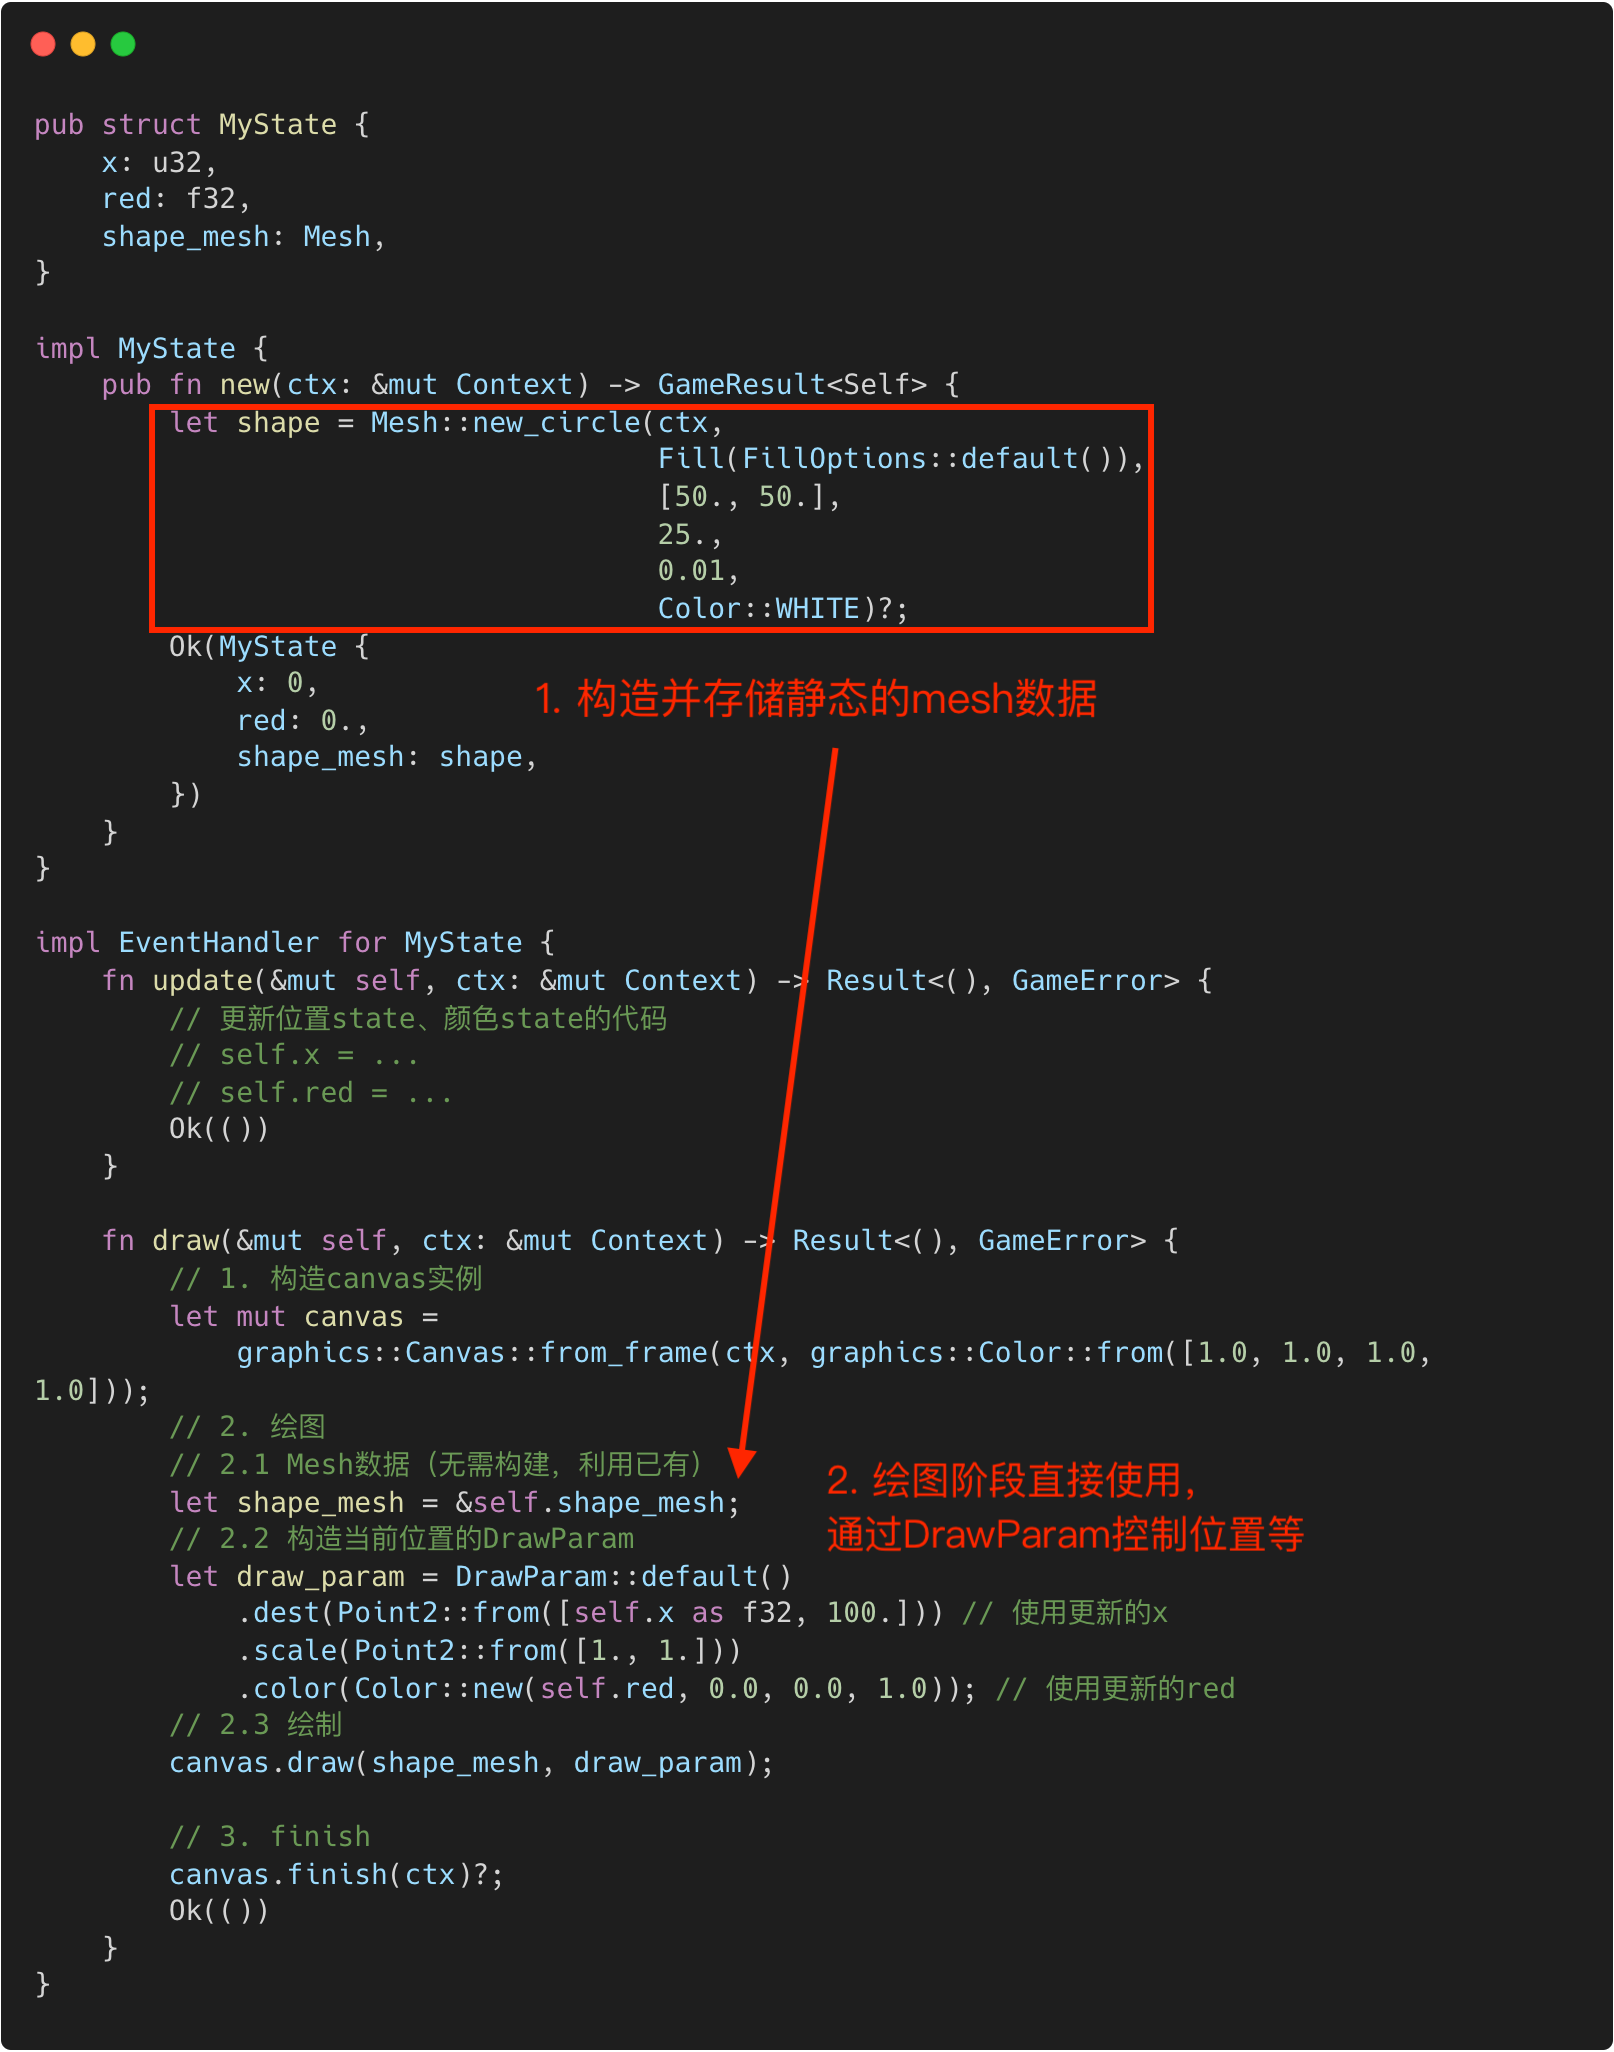 pub struct MyState {
    x: u32,
    red: f32,
    shape_mesh: Mesh,
}

impl MyState {
    pub fn new(ctx: &mut Context) -> GameResult<Self> {
        let shape = Mesh::new_circle(ctx,
                                     Fill(FillOptions::default()),
                                     [50., 50.],
                                     25.,
                                     0.01,
                                     Color::WHITE)?;
        Ok(MyState {
            x: 0,
            red: 0.,
            shape_mesh: shape,
        })
    }
}
1. 构造并存储静态的mesh数据

impl EventHandler for MyState {
    fn update(&mut self, ctx: &mut Context) -> Result<(), GameError> {
        // 更新位置state、颜色state的代码
        // self.x = ...
        // self.red = ...
        Ok(())
    }

    fn draw(&mut self, ctx: &mut Context) -> Result<(), GameError> {
        // 1. 构造canvas实例
        let mut canvas =
            graphics::Canvas::from_frame(ctx, graphics::Color::from([1.0, 1.0, 1.0,
1.0]));
        // 2. 绘图
        // 2.1 Mesh数据（无需构建，利用已有）
        let shape_mesh = &self.shape_mesh;
        // 2.2 构造当前位置的DrawParam
        let draw_param = DrawParam::default()
            .dest(Point2::from([self.x as f32, 100.])) // 使用更新的x
            .scale(Point2::from([1., 1.]))
            .color(Color::new(self.red, 0.0, 0.0, 1.0)); // 使用更新的red
        // 2.3 绘制
        canvas.draw(shape_mesh, draw_param);

        // 3. finish
        canvas.finish(ctx)?;
        Ok(())
    }
}
2. 绘图阶段直接使用，
通过DrawParam控制位置等